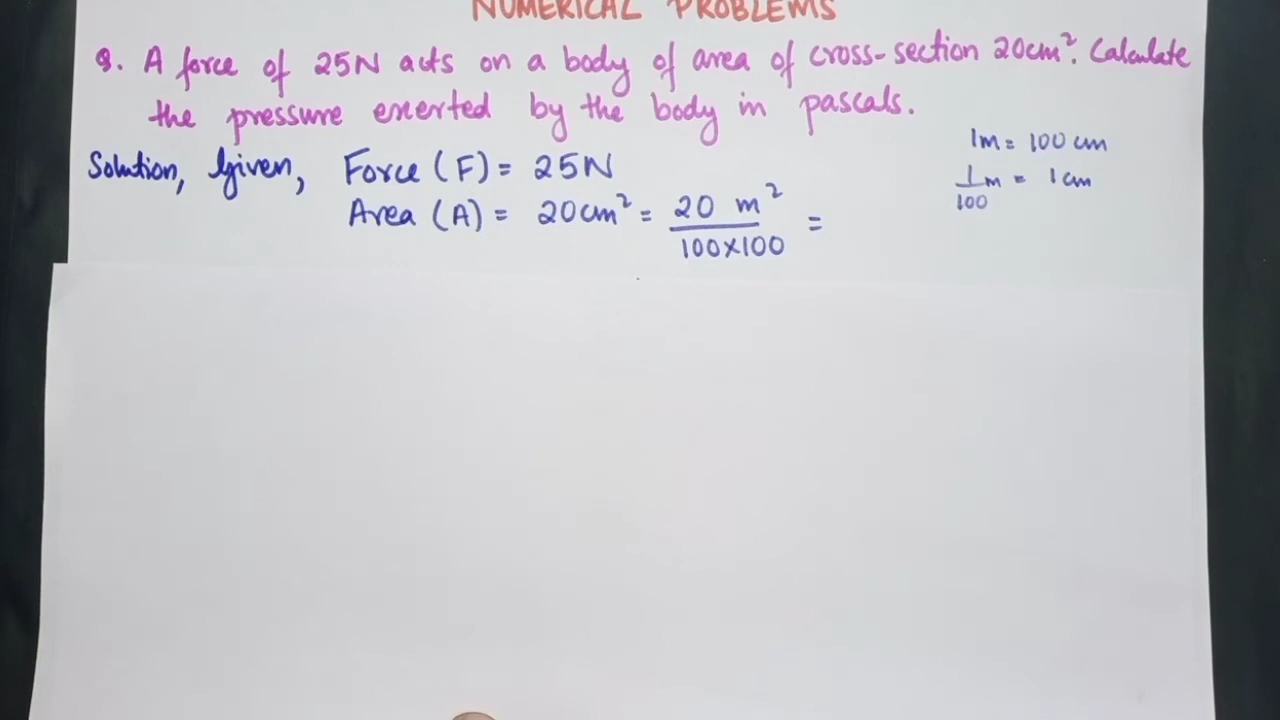 NUMERICAL PROBLEMS
Q. A force of 25N acts on a body of area of cross-section 20cm². Calculate
the pressure exerted by the body in pascals.
Solution, Given, Force (F) = 25N
Area (A) = 20cm² = 20 m² / 100×100 =
1m = 100 cm
1/100 m = 1 cm